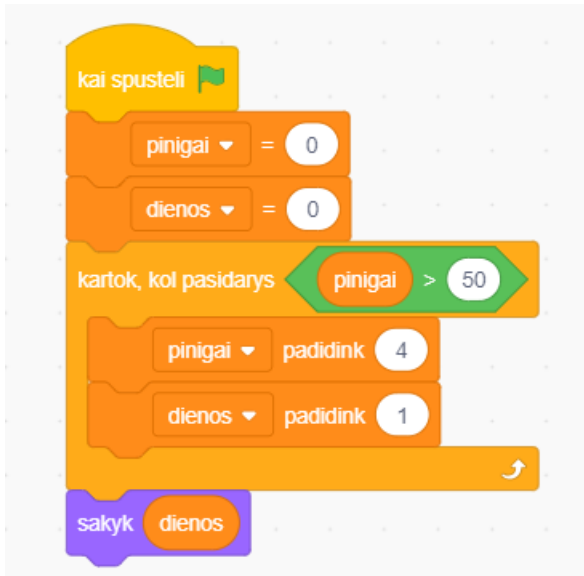 kai spusteli
pinigai = 0
dienos = 0
kartok, kol pasidarys pinigai > 50
pinigai padidink 4
dienos padidink 1
sakyk dienos